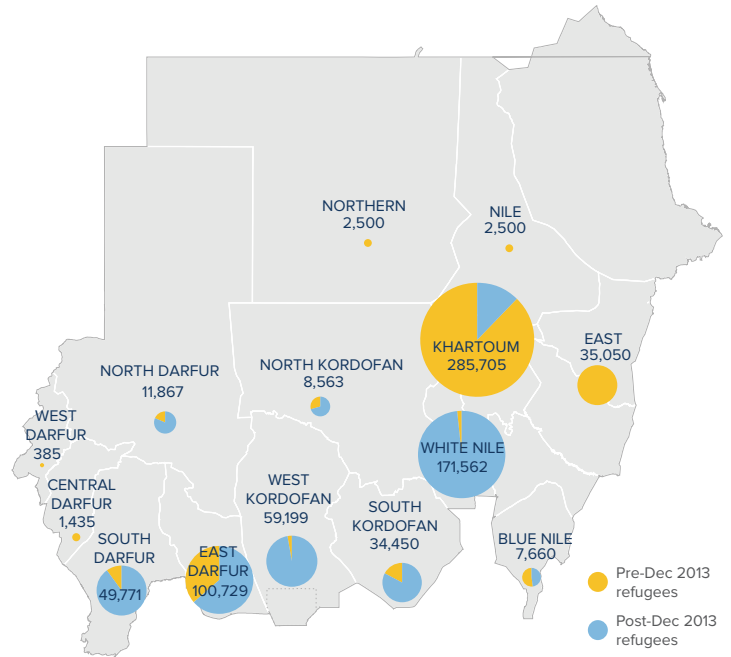 NORTHERN
2,500
NILE
2,500
KHARTOUM
285,705
EAST
35,050
NORTH DARFUR
11,867
NORTH KORDOFAN
8,563
WEST
DARFUR
385
WHITE NILE
171,562
CENTRAL
DARFUR
1,435
WEST
KORDOFAN
59,199
SOUTH
KORDOFAN
34,450
SOUTH
DARFUR
49,771
EAST
DARFUR
100,729
BLUE NILE
7,660
Pre-Dec 2013
refugees
Post-Dec 2013
refugees